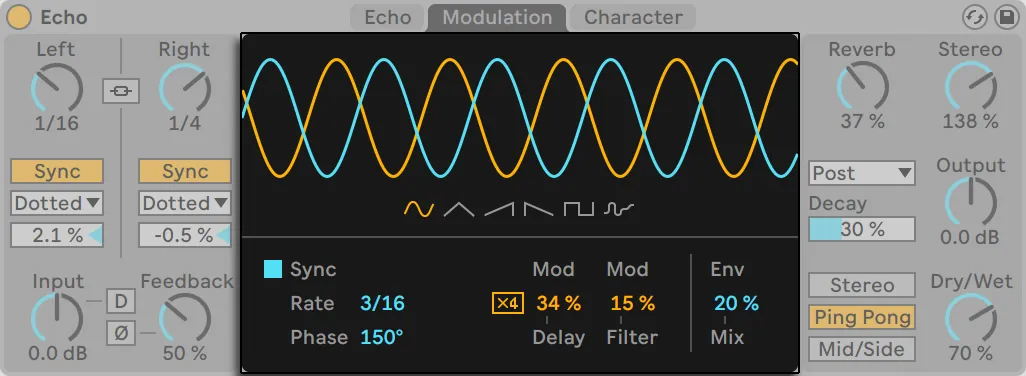 Echo
Echo Modulation Character
Left Right
1/16 1/4
Sync Sync
Dotted Dotted
2.1 % -0.5 %
Input Feedback
D
Ø
0.0 dB 50 %
Sync
Rate 3/16
Phase 150°
Mod Mod Env
×4 34 % 15 % 20 %
Delay Filter Mix
Reverb Stereo
37 % 138 %
Post Output
Decay
30 % 0.0 dB
Stereo Dry/Wet
Ping Pong
Mid/Side 70 %